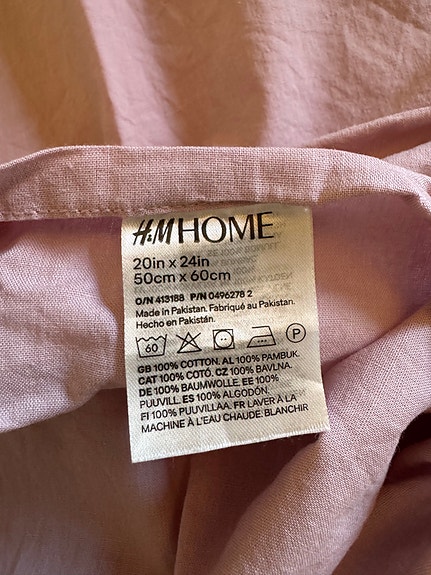 H&M HOME
20in x 24in
50cm x 60cm
O/N 413188 P/N 0496278 2
Made in Pakistan. Fabriqué au Pakistan.
Hecho en Pakistán.
60 P
GB 100% COTTON. AL 100% PAMBUK.
CAT 100% COTÓ. CZ 100% BAVLNA.
DE 100% BAUMWOLLE. EE 100%
PUUVILL. ES 100% ALGODÓN.
FI 100% PUUVILLAA. FR LAVER À LA
MACHINE À L'EAU CHAUDE: BLANCHIR